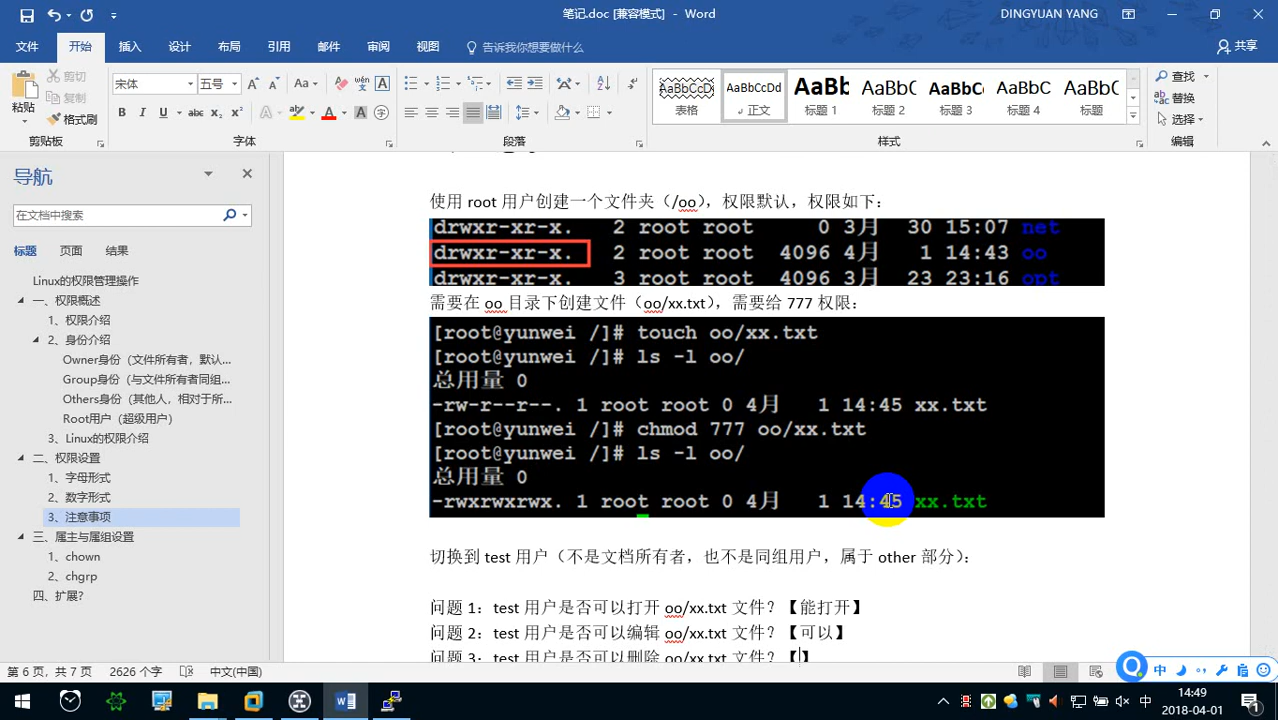 笔记.doc [兼容模式] - Word
DINGYUAN YANG
文件 开始 插入 设计 布局 引用 邮件 审阅 视图 告诉我你想要做什么 共享
剪切
复制
粘贴 格式刷
宋体 五号
剪贴板 字体 段落 样式 编辑
AaBbCcDd AaBbCcDd AaBb AaBbC AaBbC AaBbC AaBbC
表格 正文 标题 1 标题 2 标题 3 标题 4 标题
查找
替换
选择
导航
在文档中搜索
标题 页面 结果
Linux的权限管理操作
一、权限概述
1、权限介绍
2、身份介绍
Owner身份（文件所有者，默认...
Group身份（与文件所有者同组...
Others身份（其他人，相对于所...
Root用户（超级用户）
3、Linux的权限介绍
二、权限设置
1、字母形式
2、数字形式
3、注意事项
三、属主与属组设置
1、chown
2、chgrp
四、扩展?
使用 root 用户创建一个文件夹（/oo），权限默认，权限如下：
drwxr-xr-x. 2 root root 0 3月 30 15:07 net
drwxr-xr-x. 2 root root 4096 4月 1 14:43 oo
drwxr-xr-x. 3 root root 4096 3月 23 23:16 opt
需要在 oo 目录下创建文件（oo/xx.txt），需要给 777 权限：
[root@yunwei /]# touch oo/xx.txt
[root@yunwei /]# ls -l oo/
总用量 0
-rw-r--r--. 1 root root 0 4月 1 14:45 xx.txt
[root@yunwei /]# chmod 777 oo/xx.txt
[root@yunwei /]# ls -l oo/
总用量 0
-rwxrwxrwx. 1 root root 0 4月 1 14:45 xx.txt
切换到 test 用户（不是文档所有者，也不是同组用户，属于 other 部分）：
问题 1：test 用户是否可以打开 oo/xx.txt 文件？【能打开】
问题 2：test 用户是否可以编辑 oo/xx.txt 文件？【可以】
问题 3：test 用户是否可以删除 oo/xx.txt 文件？【】
第 6 页，共 7 页 2626 个字 中文(中国)
中
中 14:49
2018-04-01